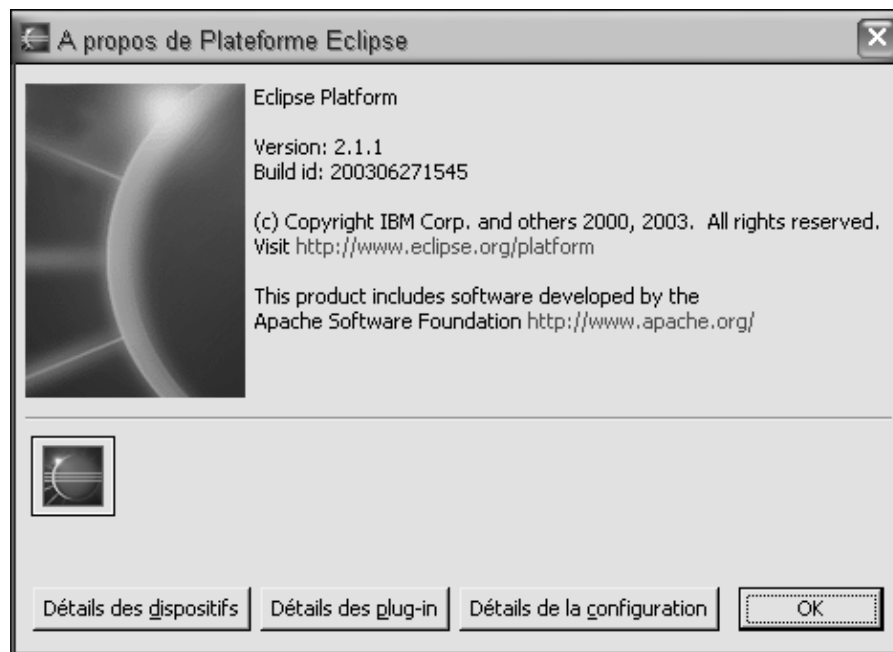 A propos de Plateforme Eclipse
Eclipse Platform
Version: 2.1.1
Build id: 200306271545
(c) Copyright IBM Corp. and others 2000, 2003.  All rights reserved.
Visit http://www.eclipse.org/platform
This product includes software developed by the
Apache Software Foundation http://www.apache.org/
Détails des dispositifs
Détails des plug-in
Détails de la configuration
OK